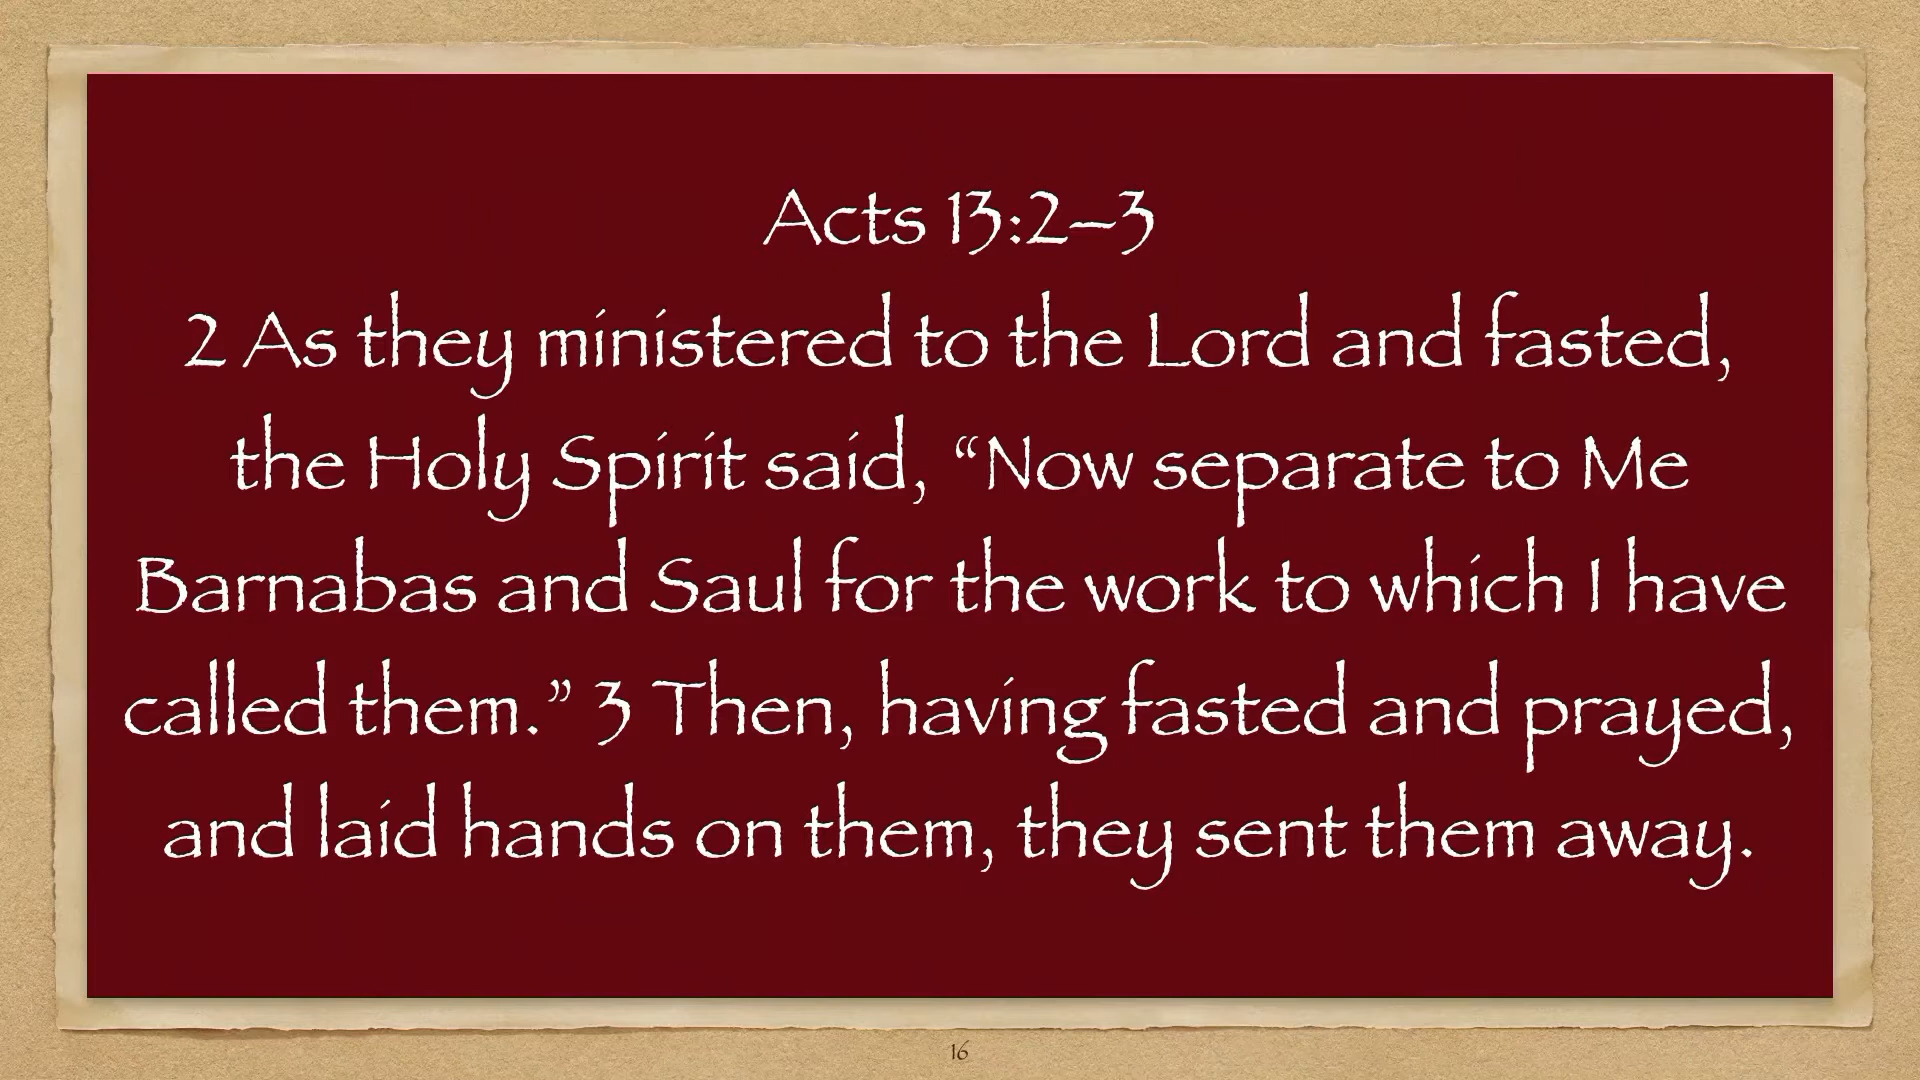 Acts 13:2–3
2 As they ministered to the Lord and fasted,
the Holy Spirit said, “Now separate to Me
Barnabas and Saul for the work to which I have
called them.” 3 Then, having fasted and prayed,
and laid hands on them, they sent them away.
16